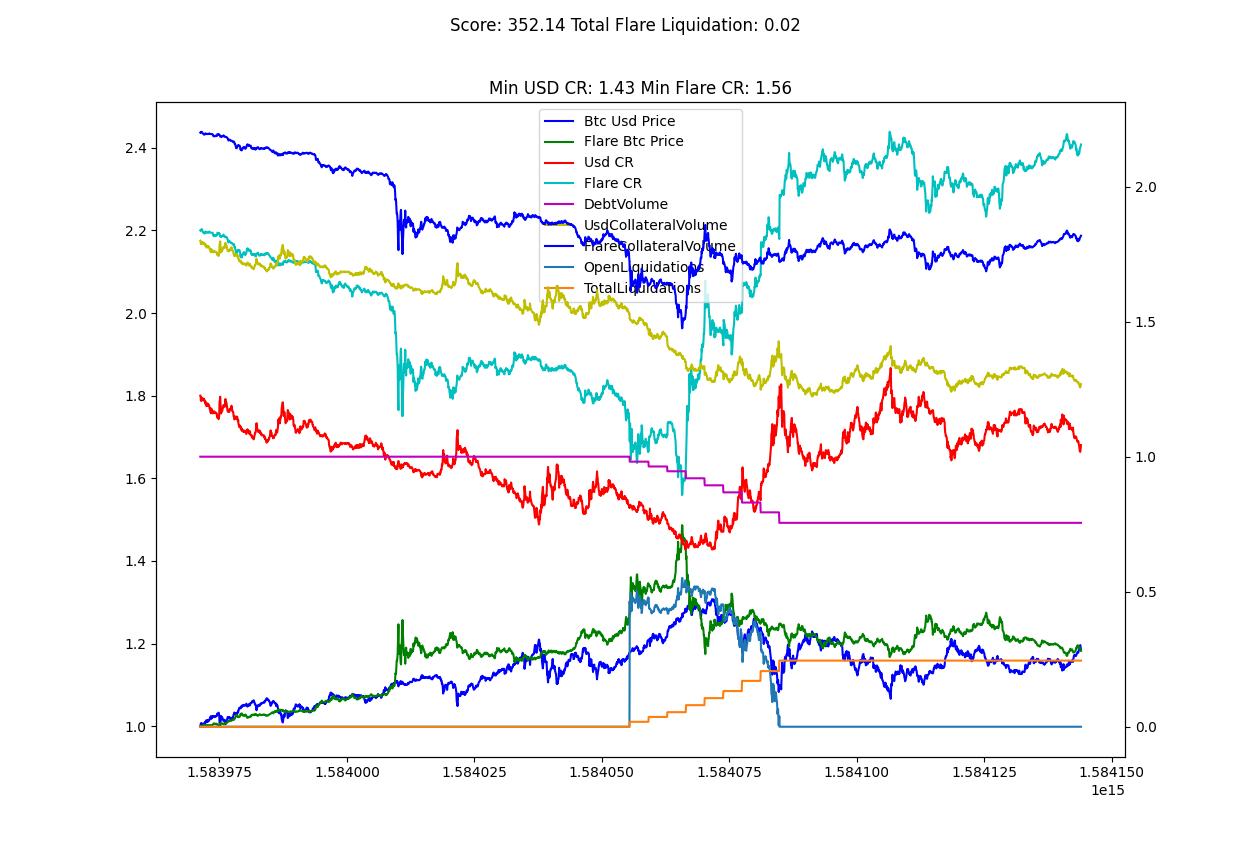 Score: 352.14 Total Flare Liquidation: 0.02
Min USD CR: 1.43 Min Flare CR: 1.56
Btc Usd Price
Flare Btc Price
Usd CR
Flare CR
DebtVolume
UsdCollateralVolume
FlareCollateralVolume
OpenLiquidations
TotalLiquidations
2.4
2.2
2.0
1.8
1.6
1.4
1.2
1.0
2.0
1.5
1.0
0.5
0.0
1.583975 1.584000 1.584025 1.584050 1.584075 1.584100 1.584125 1.584150
1e15